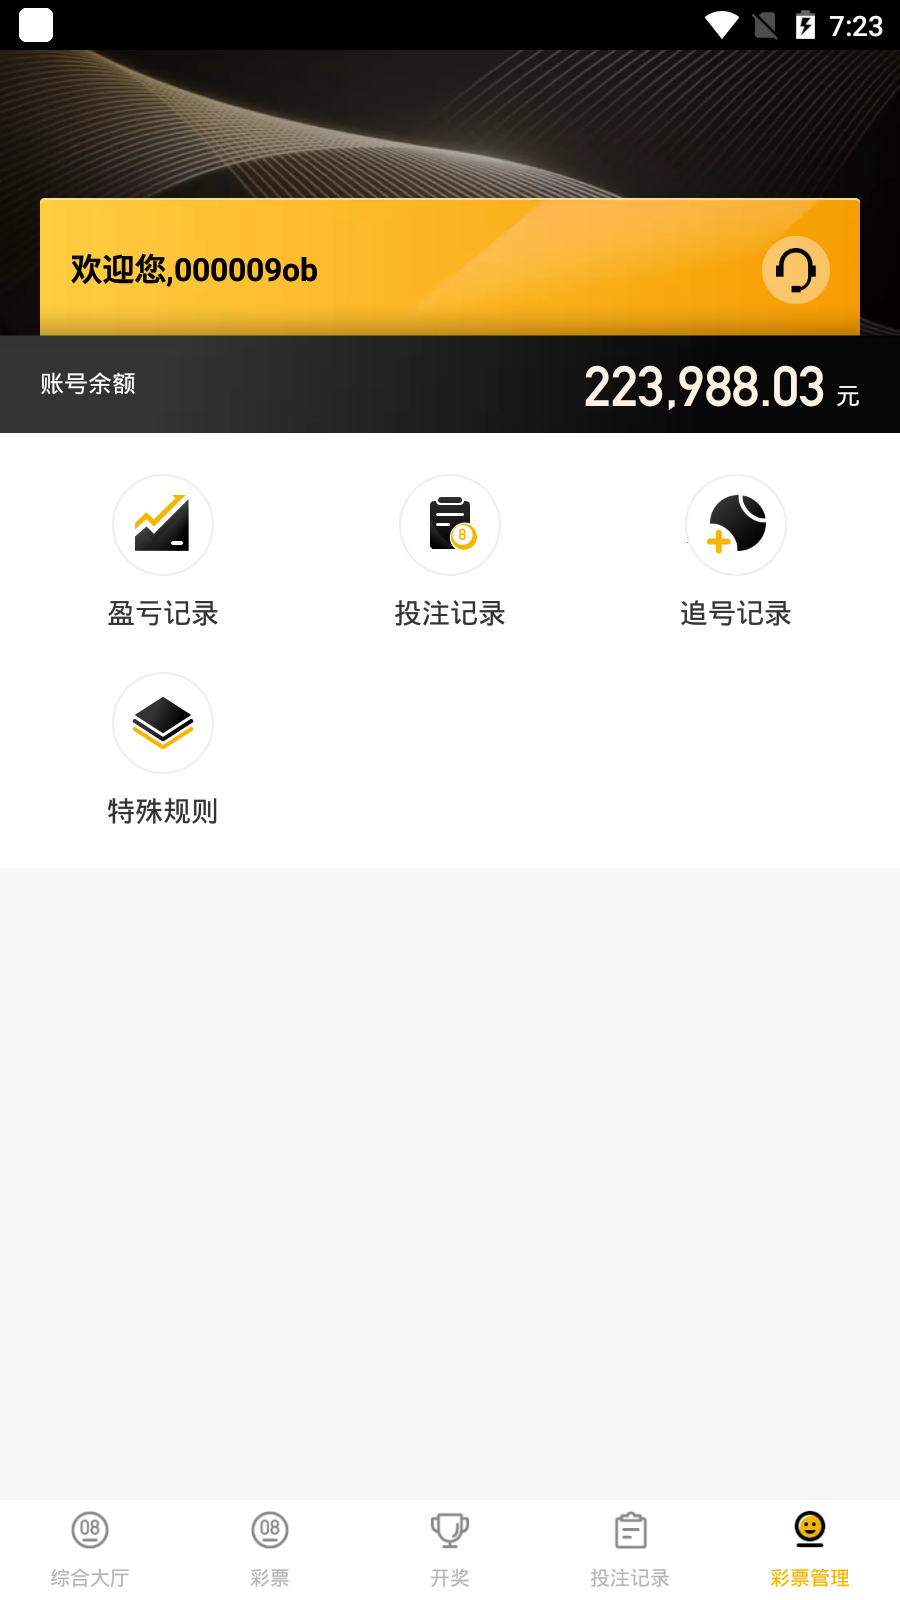 7:23
欢迎您,000009ob
账号余额
223,988.03 元
盈亏记录
8
投注记录
追号记录
特殊规则
08
综合大厅
08
彩票
开奖
投注记录
彩票管理